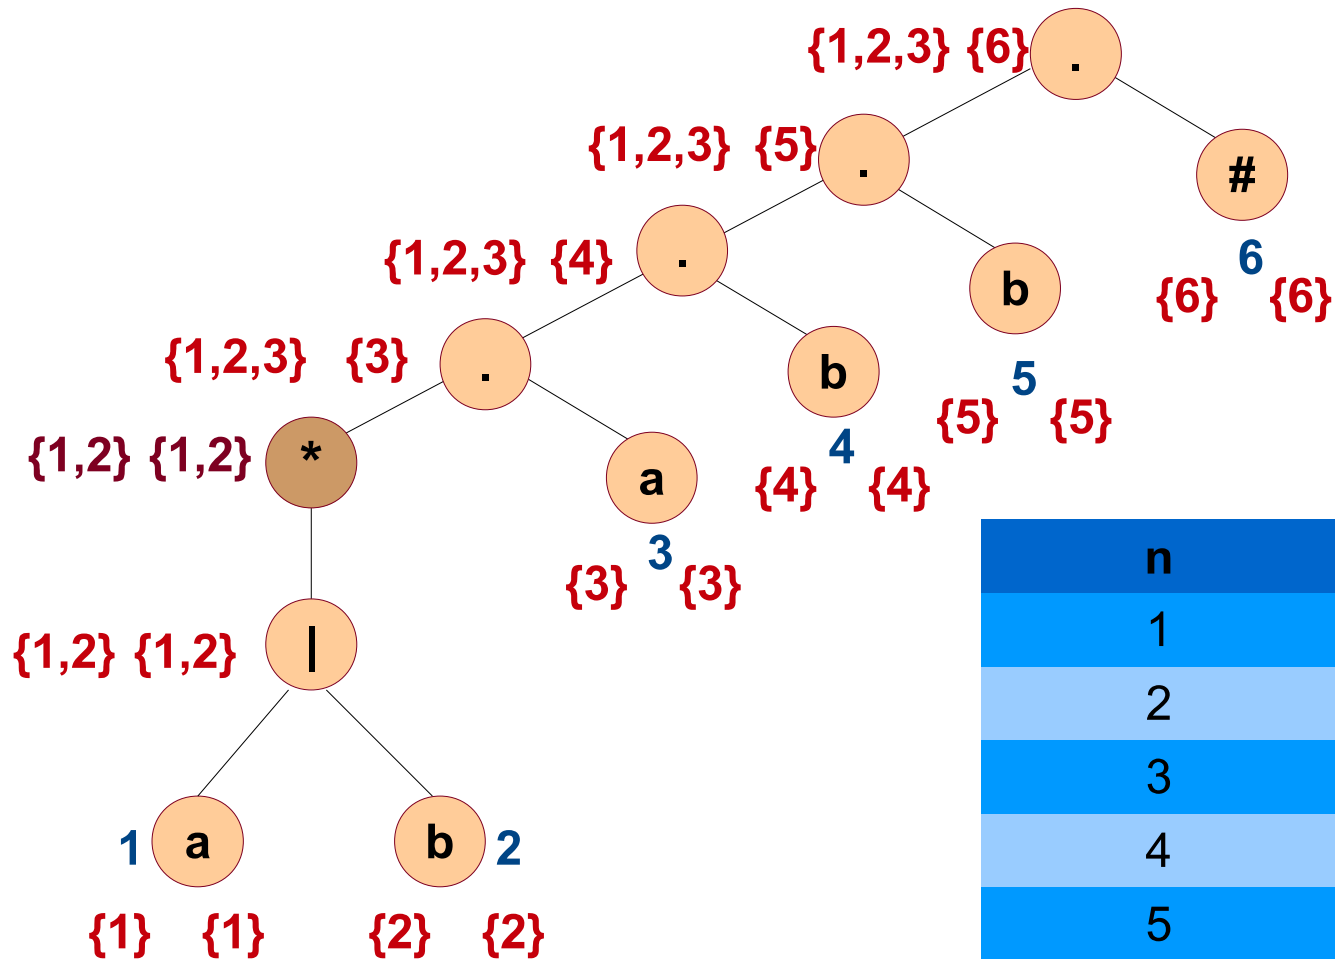 {1,2,3} {6} .
{1,2,3} {5} .
#
{1,2,3} {4} .
6
{6} {6}
b
{1,2,3} {3} .
b
5
{5} {5}
{1,2} {1,2} *
a
4
{4} {4}
3
{3} {3}
{1,2} {1,2} |
1 a
b 2
{1} {1}
{2} {2}
n
1
2
3
4
5